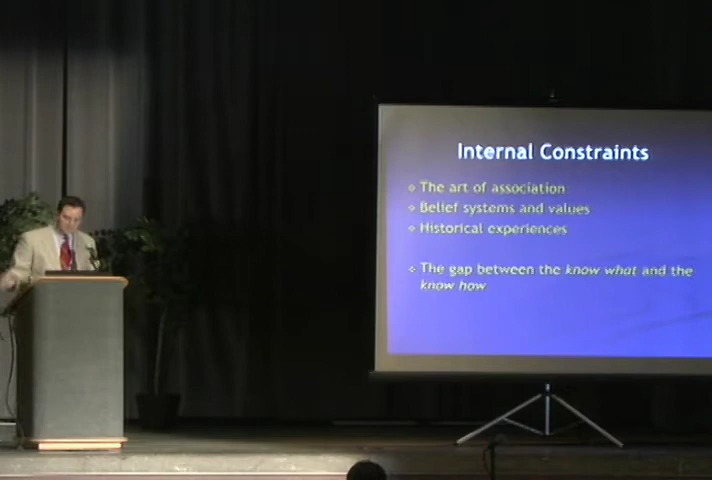 Internal Constraints
The art of association
Belief systems and values
Historical experiences
The gap between the know what and the
know how